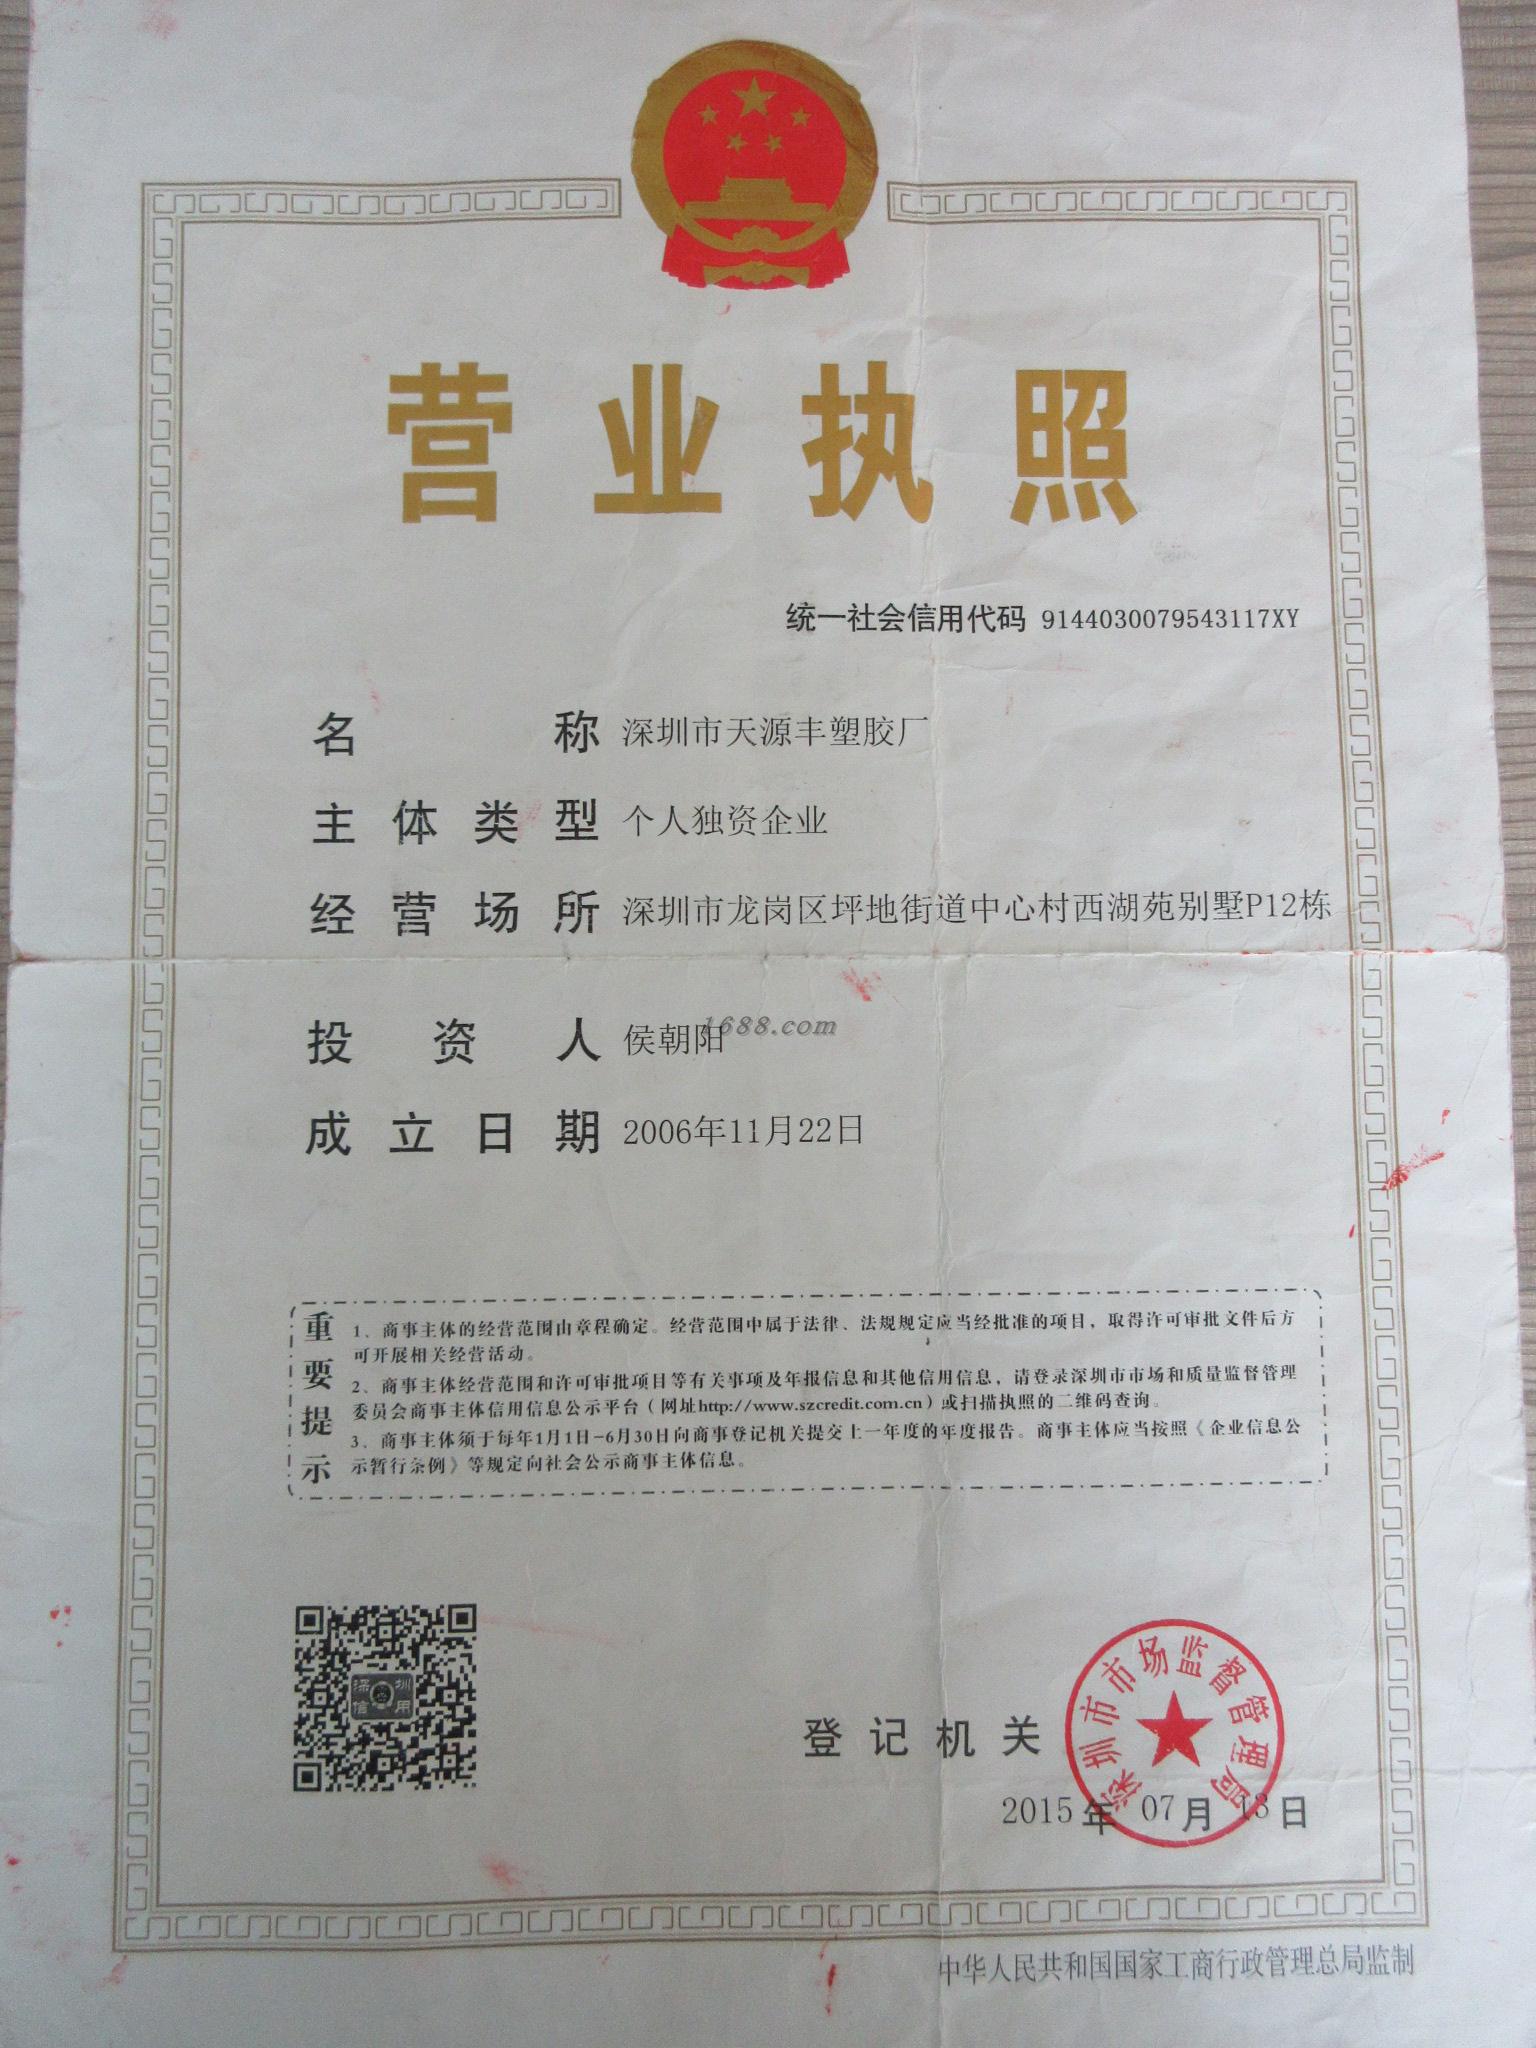 营业执照
统一社会信用代码 9144030079543117XY
名称 深圳市天源丰塑胶厂
主体类型 个人独资企业
经营场所 深圳市龙岗区坪地街道中心村西湖苑别墅P12栋
投资人 侯朝阳
1688.com
成立日期 2006年11月22日
重要提示
1、商事主体的经营范围由章程确定。经营范围中属于法律、法规规定应当经批准的项目，取得许可审批文件后方
可开展相关经营活动。
2、商事主体经营范围和许可审批项目等有关事项及年报信息和其他信用信息，请登录深圳市市场和质量监督管理
委员会商事主体信用信息公示平台（网址http://www.szcredit.com.cn）或扫描执照的二维码查询。
3、商事主体须于每年1月1日-6月30日向商事登记机关提交上一年度的年度报告。商事主体应当按照《企业信息公
示暂行条例》等规定向社会公示商事主体信息。
深圳
信用
登记机关
深圳市市场监督管理局
2015年07月13日
中华人民共和国国家工商行政管理总局监制